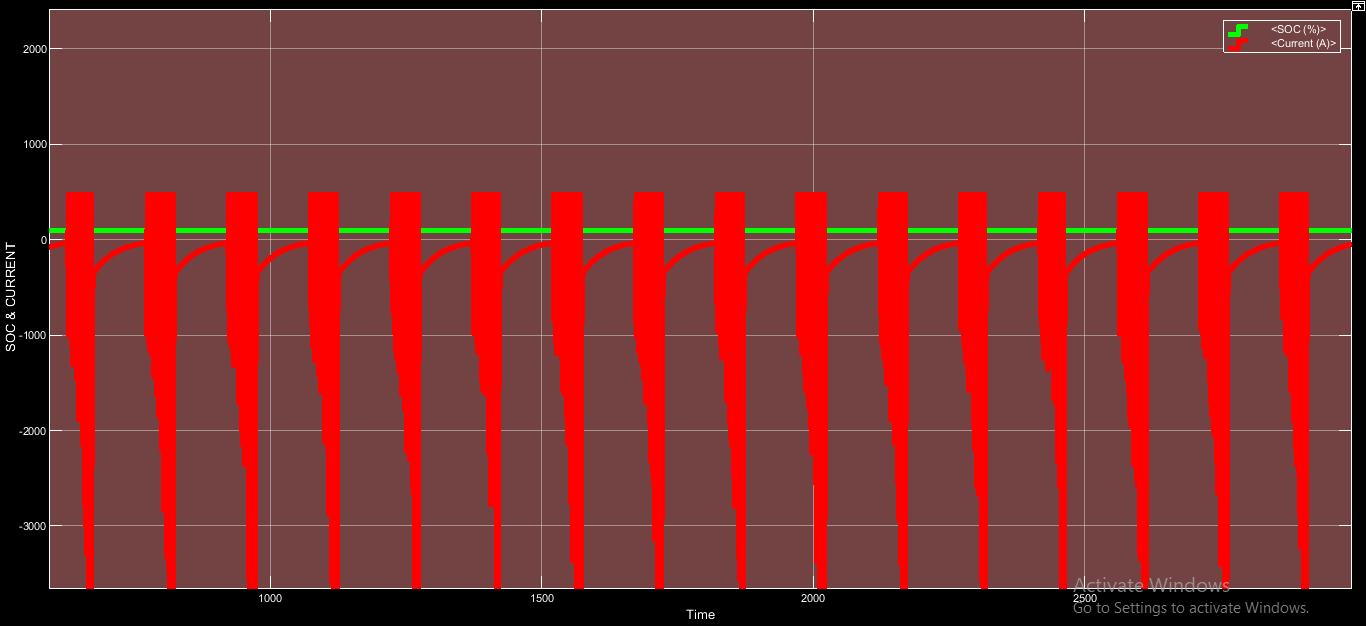 <SOC (%)>
<Current (A)>
2000
1000
0
-1000
-2000
-3000
SOC & CURRENT
1000
1500
2000
2500
Time
Activate Windows
Go to Settings to activate Windows.